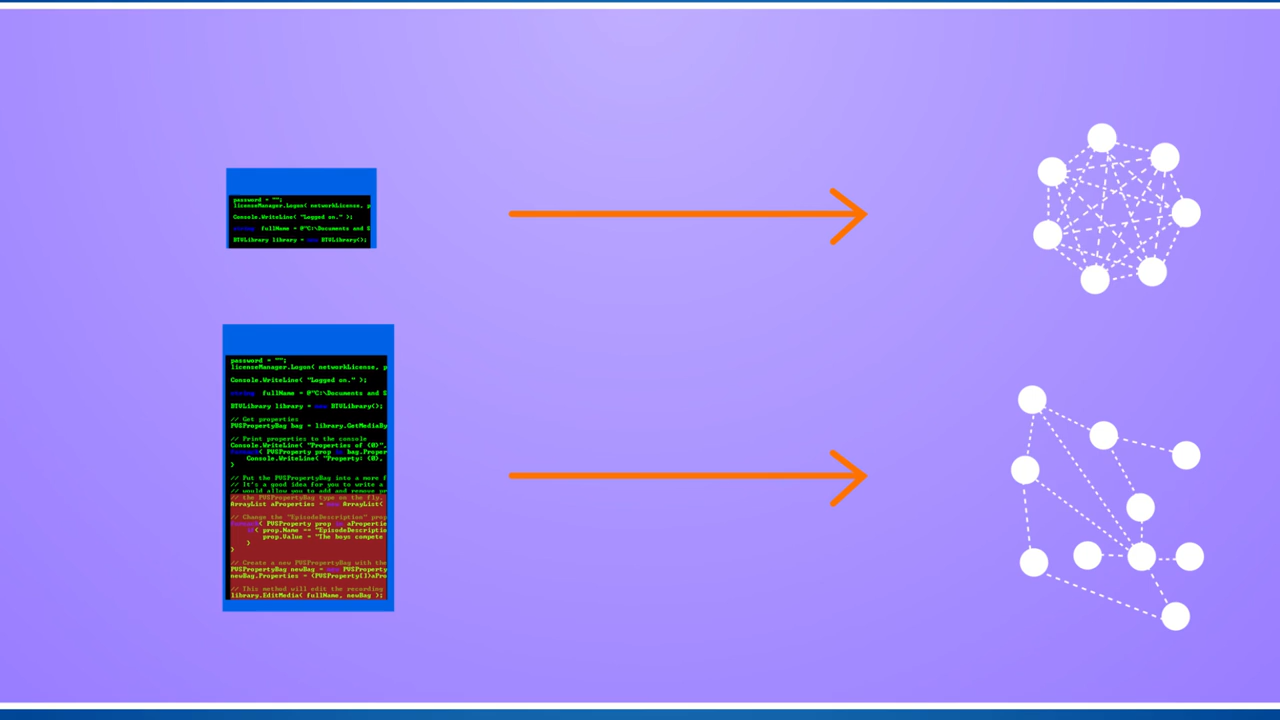 password = "";
licenseManager.Logon( networkLicense, p
Console.WriteLine( "Logged on." );
string fullName = @"C:\Documents and S
BTVLibrary library = new BTVLibrary();
password = "";
licenseManager.Logon( networkLicense, p
Console.WriteLine( "Logged on." );
string fullName = @"C:\Documents and S
BTVLibrary library = new BTVLibrary();
// Get properties
PVSPropertyBag bag = library.GetMediaBy
// Print properties to the console
Console.WriteLine( "Properties of {0}",
foreach( PVSProperty prop in bag.Proper
Console.WriteLine( "Property: {0},
}
// Put the PVSPropertyBag into a more f
// It's a good idea for you to write a
// would allow you to add and remove pr
// the PVSPropertyBag type on the fly.
ArrayList aProperties = new ArrayList(
// Change the "EpisodeDescription" prop
foreach( PVSProperty prop in aPropertie
if( prop.Name == "EpisodeDescriptio
prop.Value = "The boys compete
}
}
// Create a new PVSPropertyBag with the
PVSPropertyBag newBag = new PVSProperty
newBag.Properties = (PVSProperty[])aPro
// This method will edit the recording
library.EditMedia( fullName, newBag );